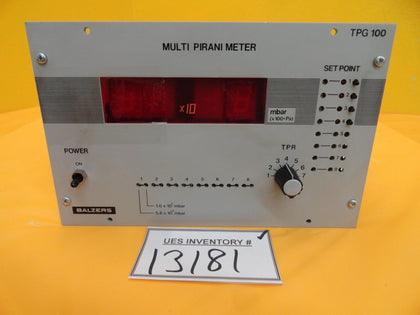 TPG 100
MULTI PIRANI METER
SET POINT
x10
mbar
(x100=Pa)
POWER
ON
TPR
1 2 3 4 5 6 7
1 2 3 4 5 6 7 8
BALZERS
UES INVENTORY #
13181